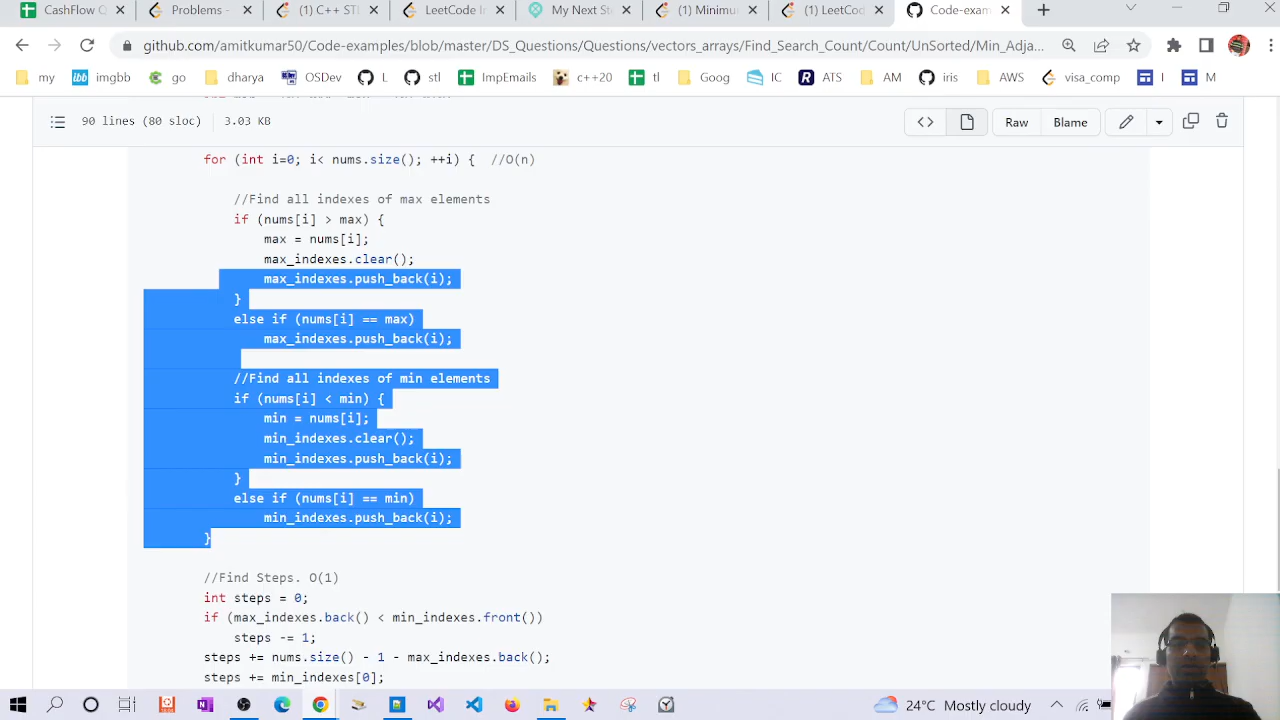 CashFlow Q
Problems -
(1) C++ STL
LeetCode In
My Next St
(1) Minim
(1) LeetCod
Code-exam
github.com/amitkumar50/Code-examples/blob/master/DS_Questions/Questions/vectors_arrays/Find_Search_Count/Count/UnSorted/Min_Adja...
my
imgbb
go
dharya
OSDev
L
stl
ImpEmails
c++20
tl
Goog
IC
ATS
AM
iris
AWS
visa_comp
I
M
90 lines (80 sloc)
3.03 KB
Raw
Blame
for (int i=0; i< nums.size(); ++i) { //O(n)
//Find all indexes of max elements
if (nums[i] > max) {
max = nums[i];
max_indexes.clear();
max_indexes.push_back(i);
}
else if (nums[i] == max)
max_indexes.push_back(i);
//Find all indexes of min elements
if (nums[i] < min) {
min = nums[i];
min_indexes.clear();
min_indexes.push_back(i);
}
else if (nums[i] == min)
min_indexes.push_back(i);
}
//Find Steps. O(1)
int steps = 0;
if (max_indexes.back() < min_indexes.front())
steps -= 1;
steps += nums.size() - 1 - max_indexes.back();
steps += min_indexes[0];
24°C Mostly cloudy